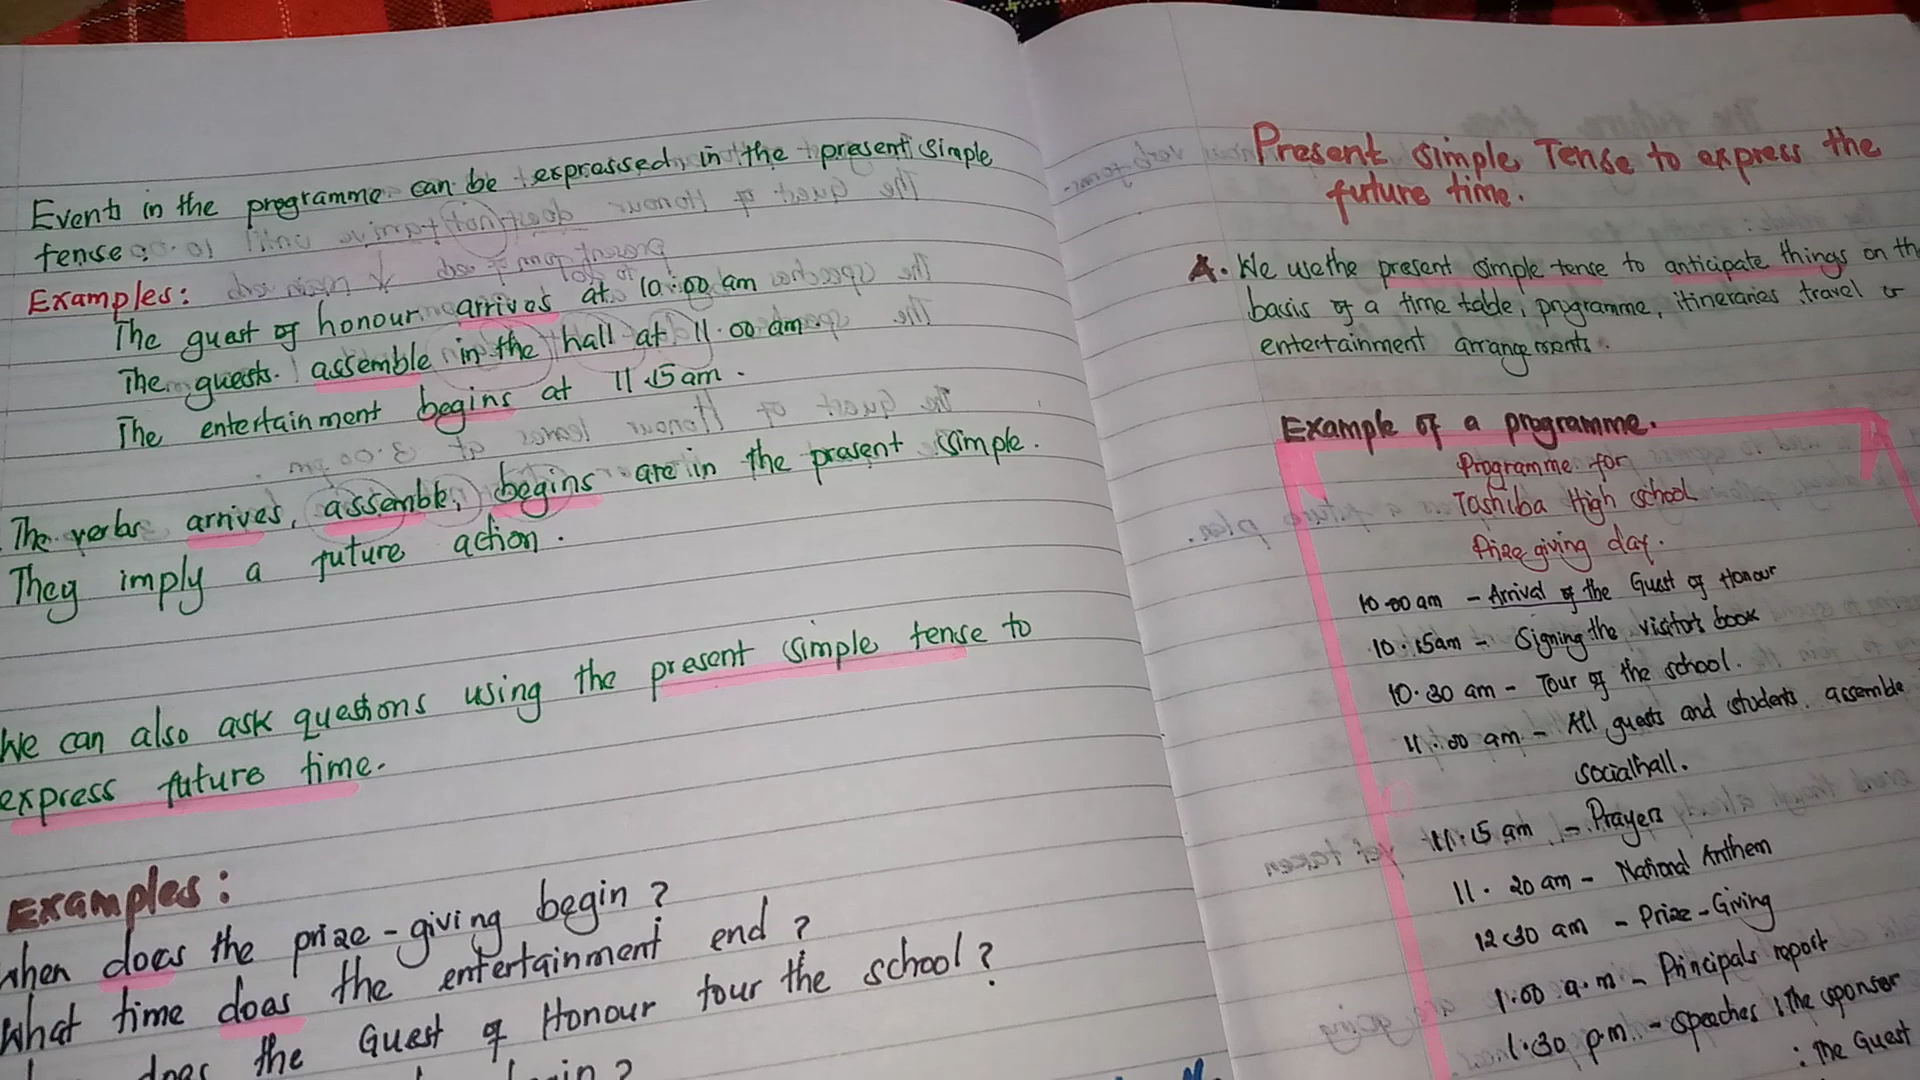 Events in the programme can be expressed in the present simple
tense:
Examples:
The guest of honour arrives at 10:00 am
The guests assemble in the hall at 11.00 am.
The entertainment begins at 11.15 am.
The verbs arrives, assemble, begins are in the present simple.
They imply a future action.
We can also ask questions using the present simple tense to
express future time.
Examples:
When does the prize-giving begin?
What time does the entertainment end?
does the Guest of Honour tour the school?
Present simple Tense to express the
future time.
A. We use the present simple tense to anticipate things on the
basis of a time table, programme, itineraries travel or
entertainment arrangements.
Example of a programme.
Programme for
Tashiba High school
Prize giving day.
10.00 am - Arrival of the Guest of Honour
10.15am - Signing the visitors book
10.30 am - Tour of the school.
11.00 am - All guests and students assemble
socialhall.
11.15 am - Prayers
11.20 am - National Anthem
12.30 am - Prize-Giving
1.00 a.m - Principals report
1.30 p.m - speeches: The sponsor
: The Guest